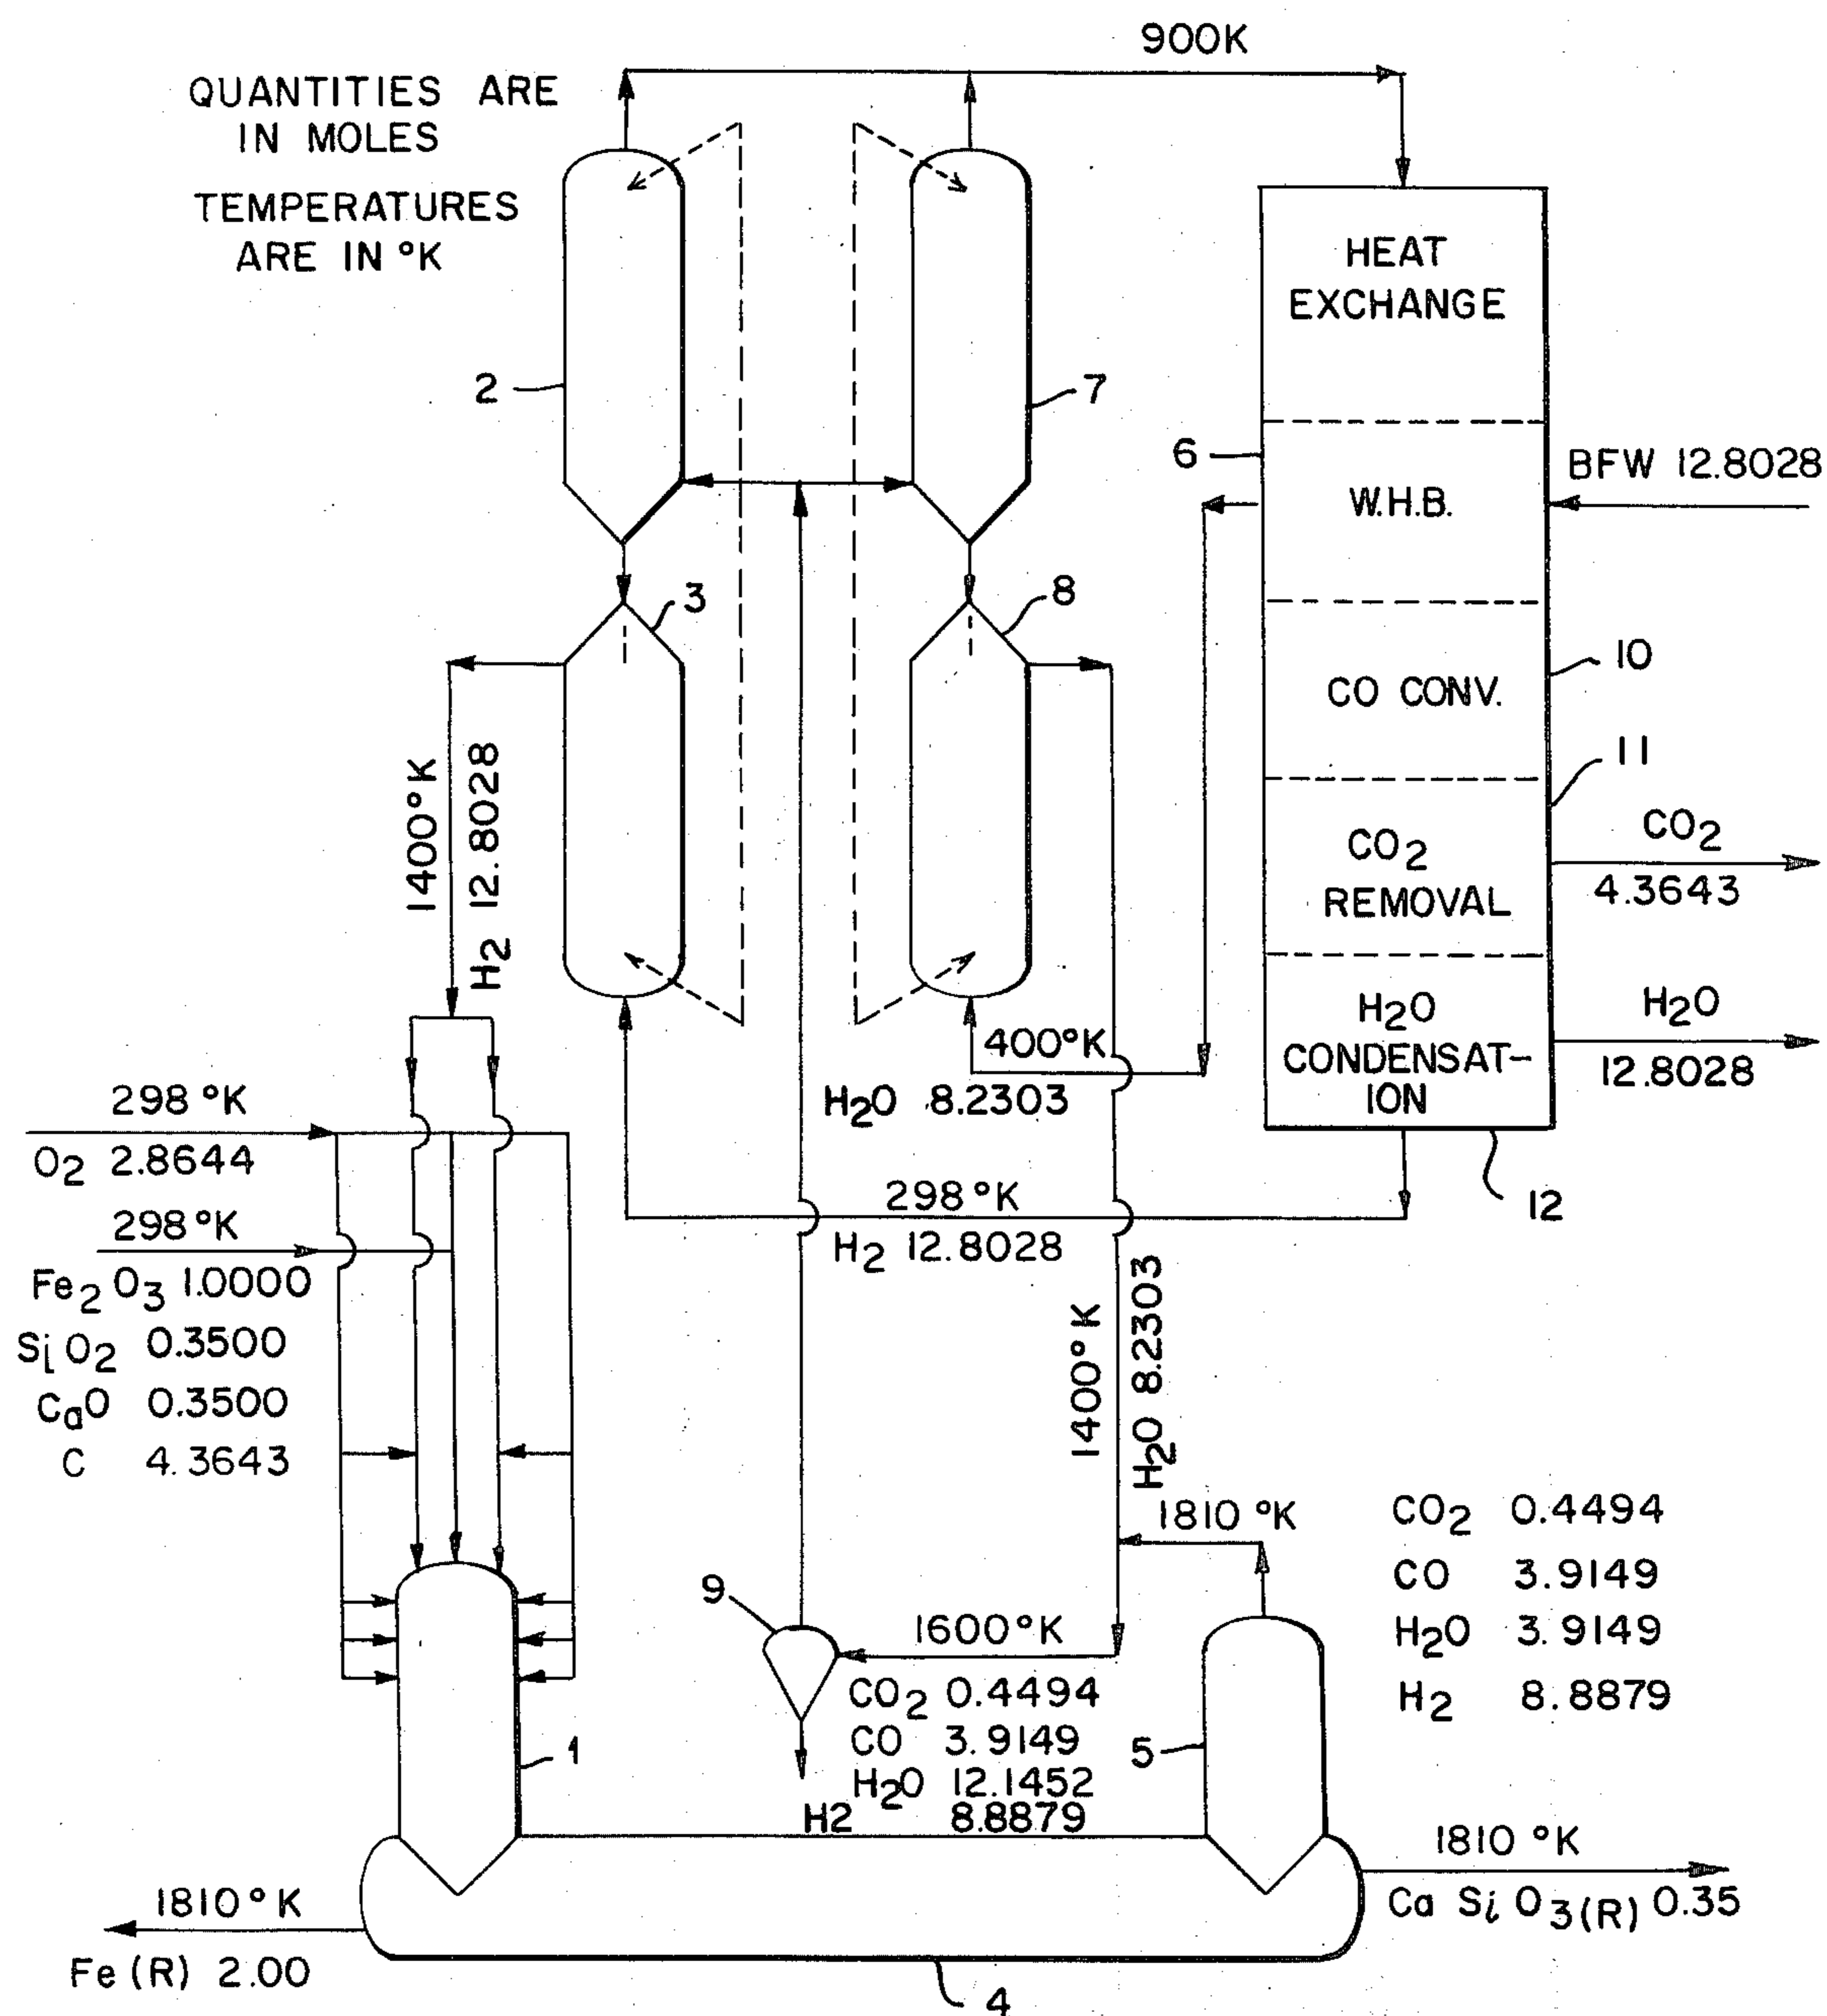 900K
QUANTITIES ARE
IN MOLES
TEMPERATURES
ARE IN °K
HEAT
EXCHANGE
2
7
6
BFW 12.8028
W.H.B.
3
8
10
CO CONV.
11
1400°K
H2 12.8028
CO2
CO2
REMOVAL
4.3643
H2O
H2O
CONDENSAT-
ION
12.8028
400°K
H2O 8.2303
298 °K
O2 2.8644
298 °K
H2 12.8028
12
298 °K
Fe2 O3 1.0000
SiO2 0.3500
CaO 0.3500
C 4.3643
1400°K
H2O 8.2303
1810 °K
CO2 0.4494
CO 3.9149
H2O 3.9149
H2 8.8879
9
1600°K
CO2 0.4494
CO 3.9149
H2O 12.1452
H2 8.8879
1
5
1810 °K
Ca Si O3(R) 0.35
1810°K
Fe (R) 2.00
4